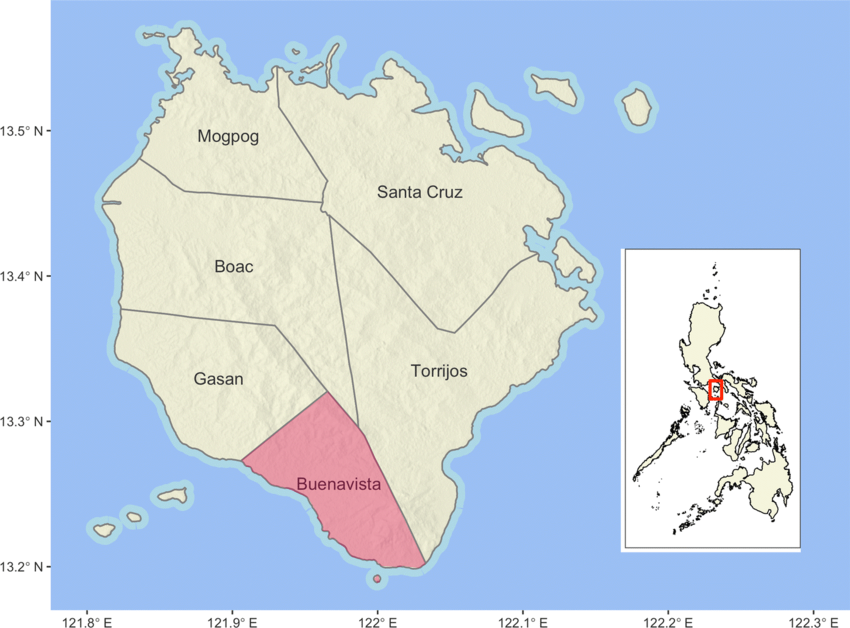 13.5° N
13.4° N
13.3° N
13.2° N
Mogpog
Santa Cruz
Boac
Gasan
Torrijos
Buenavista
121.8° E
121.9° E
122° E
122.1° E
122.2° E
122.3° E